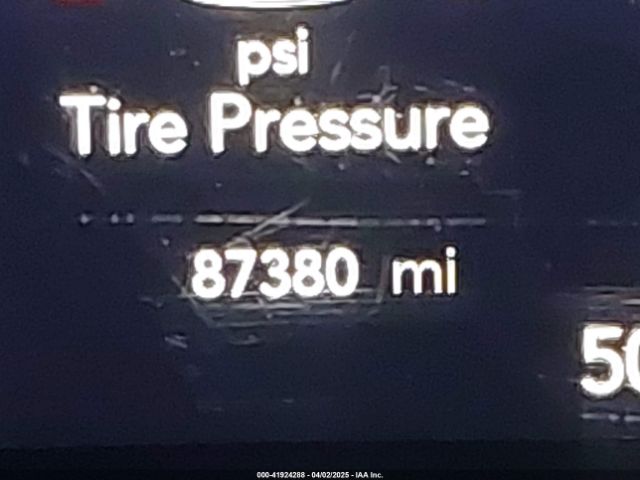 psi
Tire Pressure
87380 mi
50
000-41924288 - 04/02/2025 - IAA Inc.